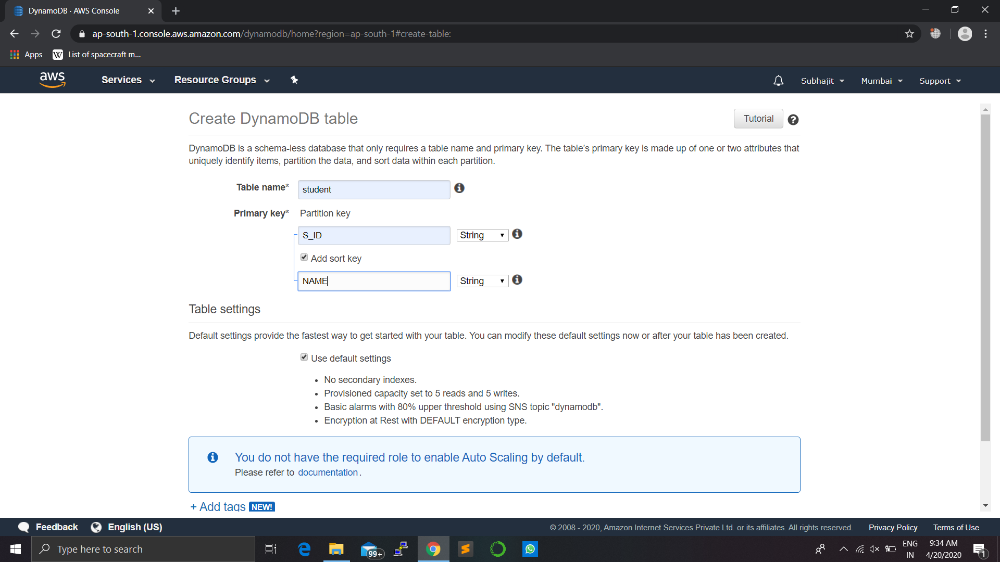 DynamoDB · AWS Console
ap-south-1.console.aws.amazon.com/dynamodb/home?region=ap-south-1#create-table:
Apps
W List of spacecraft m...
aws
Services
Resource Groups
Subhajit
Mumbai
Support
Create DynamoDB table
Tutorial
DynamoDB is a schema-less database that only requires a table name and primary key. The table's primary key is made up of one or two attributes that
uniquely identify items, partition the data, and sort data within each partition.
Table name*
student
Primary key*
Partition key
S_ID
String
Add sort key
NAME
String
Table settings
Default settings provide the fastest way to get started with your table. You can modify these default settings now or after your table has been created.
Use default settings
• No secondary indexes.
• Provisioned capacity set to 5 reads and 5 writes.
• Basic alarms with 80% upper threshold using SNS topic "dynamodb".
• Encryption at Rest with DEFAULT encryption type.
You do not have the required role to enable Auto Scaling by default.
Please refer to documentation.
+ Add tags NEW!
Feedback
English (US)
© 2008 - 2020, Amazon Internet Services Private Ltd. or its affiliates. All rights reserved.
Privacy Policy
Terms of Use
Type here to search
99+
ENG
IN
9:34 AM
4/20/2020
1